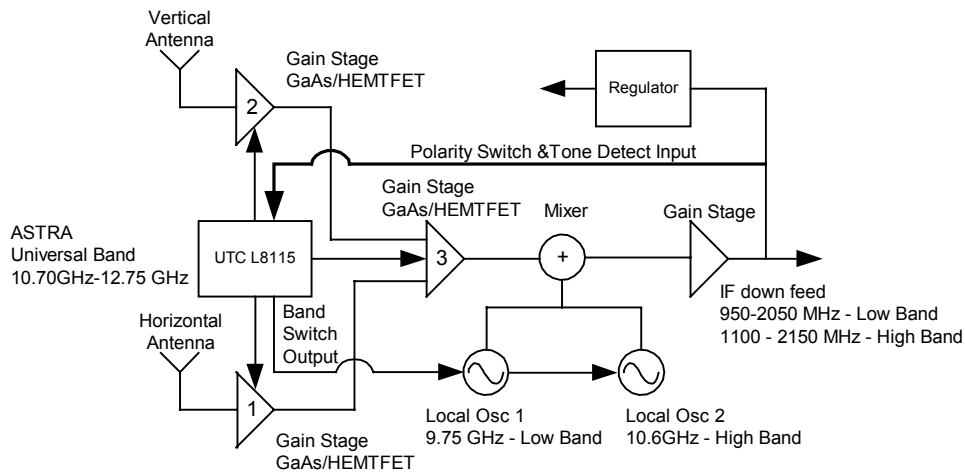 Vertical
Antenna
Gain Stage
GaAs/HEMTFET
2
Regulator
Polarity Switch &Tone Detect Input
Gain Stage
GaAs/HEMTFET
Mixer
Gain Stage
ASTRA
Universal Band
10.70GHz-12.75 GHz
UTC L8115
3
+
IF down feed
950-2050 MHz - Low Band
1100 - 2150 MHz - High Band
Horizontal
Antenna
Band
Switch
Output
1
Local Osc 1
9.75 GHz - Low Band
Local Osc 2
10.6GHz - High Band
Gain Stage
GaAs/HEMTFET